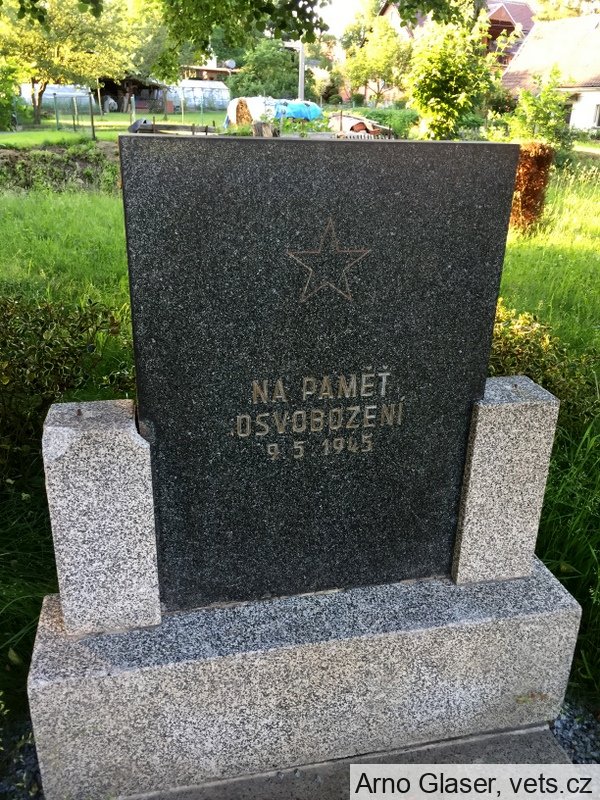 NA PAMĚŤ
OSVOBOZENÍ
9. 5. 1945
Arno Glaser, vets.cz